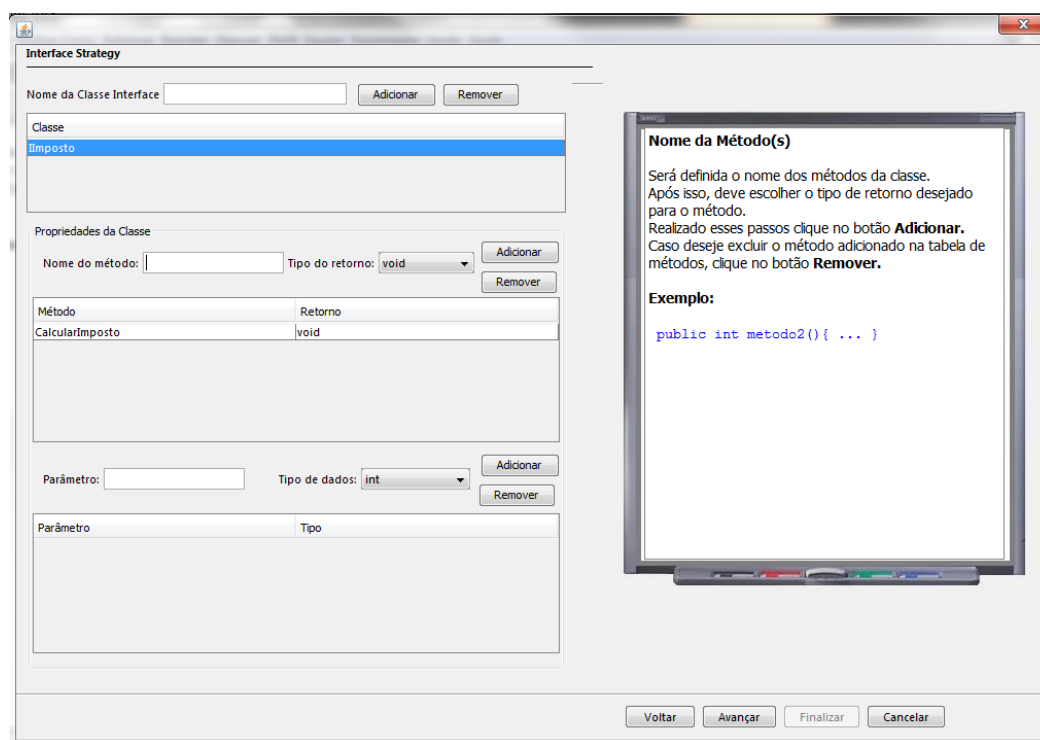 Interface Strategy
Nome da Classe Interface Adicionar Remover
Classe
IImposto
Propriedades da Classe
Nome do método: Tipo do retorno: void Adicionar
Remover
Método Retorno
CalcularImposto void
Parâmetro: Tipo de dados: int Adicionar
Remover
Parâmetro Tipo
Nome da Método(s)
Será definida o nome dos métodos da classe.
Após isso, deve escolher o tipo de retorno desejado
para o método.
Realizado esses passos clique no botão Adicionar.
Caso deseje excluir o método adicionado na tabela de
métodos, clique no botão Remover.
Exemplo:
public int metodo2(){ ... }
Voltar Avançar Finalizar Cancelar